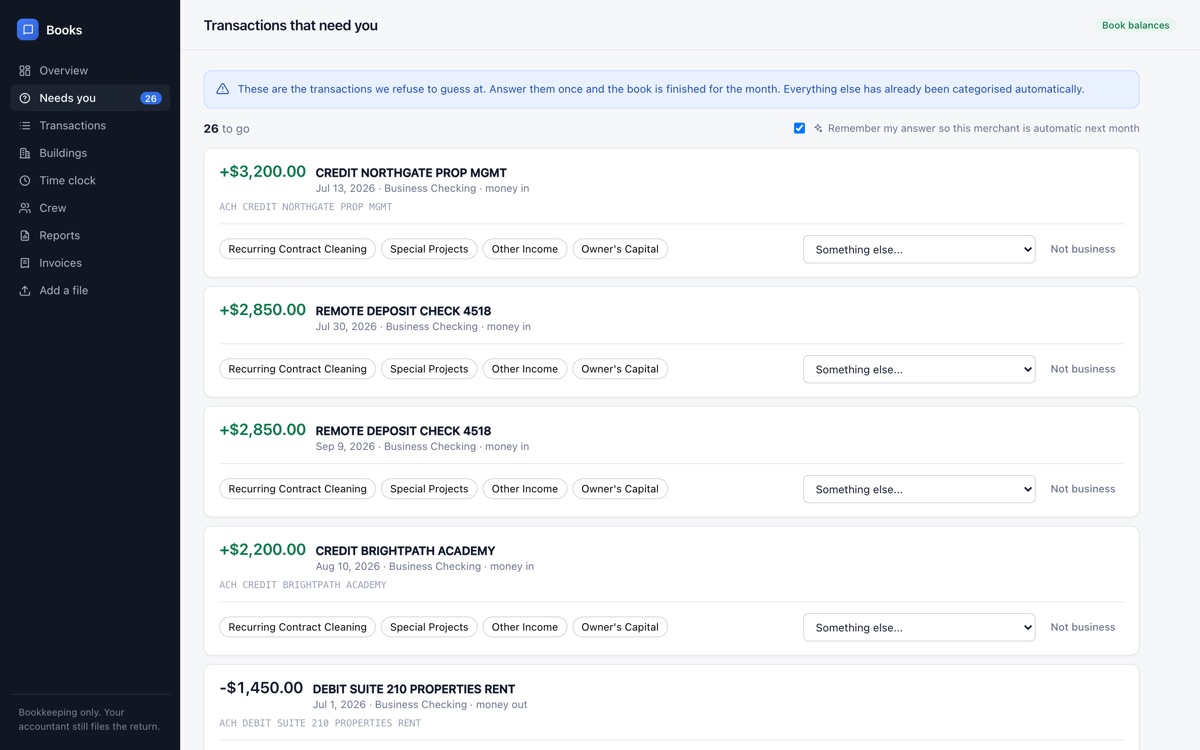 Books
Overview
Needs you 26
Transactions
Buildings
Time clock
Crew
Reports
Invoices
Add a file
Bookkeeping only. Your
accountant still files the return.
Transactions that need you
Book balances
These are the transactions we refuse to guess at. Answer them once and the book is finished for the month. Everything else has already been categorised automatically.
26 to go
Remember my answer so this merchant is automatic next month
+$3,200.00 CREDIT NORTHGATE PROP MGMT
Jul 13, 2026 · Business Checking · money in
ACH CREDIT NORTHGATE PROP MGMT
Recurring Contract Cleaning Special Projects Other Income Owner's Capital Something else... Not business
+$2,850.00 REMOTE DEPOSIT CHECK 4518
Jul 30, 2026 · Business Checking · money in
Recurring Contract Cleaning Special Projects Other Income Owner's Capital Something else... Not business
+$2,850.00 REMOTE DEPOSIT CHECK 4518
Sep 9, 2026 · Business Checking · money in
Recurring Contract Cleaning Special Projects Other Income Owner's Capital Something else... Not business
+$2,200.00 CREDIT BRIGHTPATH ACADEMY
Aug 10, 2026 · Business Checking · money in
ACH CREDIT BRIGHTPATH ACADEMY
Recurring Contract Cleaning Special Projects Other Income Owner's Capital Something else... Not business
-$1,450.00 DEBIT SUITE 210 PROPERTIES RENT
Jul 1, 2026 · Business Checking · money out
ACH DEBIT SUITE 210 PROPERTIES RENT